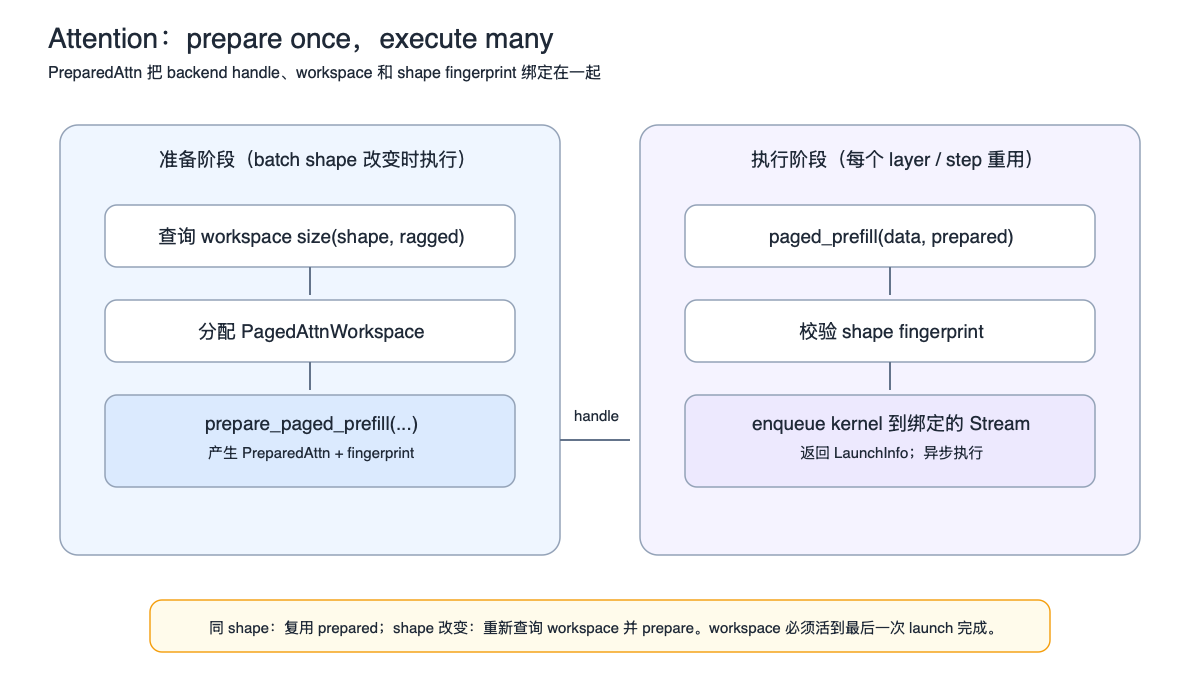 Attention：prepare once，execute many
PreparedAttn 把 backend handle、workspace 和 shape fingerprint 绑定在一起
准备阶段（batch shape 改变时执行）
查询 workspace size(shape, ragged)
分配 PagedAttnWorkspace
prepare_paged_prefill(...)
产生 PreparedAttn + fingerprint
handle
执行阶段（每个 layer / step 重用）
paged_prefill(data, prepared)
校验 shape fingerprint
enqueue kernel 到绑定的 Stream
返回 LaunchInfo；异步执行
同 shape：复用 prepared；shape 改变：重新查询 workspace 并 prepare。workspace 必须活到最后一次 launch 完成。